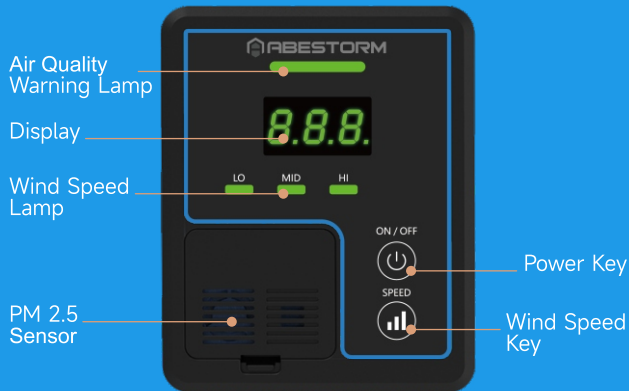 ABESTORM
Air Quality
Warning Lamp
Display
8.8.8.
Wind Speed
Lamp
LO MID HI
ON / OFF
Power Key
SPEED
PM 2.5
Sensor
Wind Speed
Key